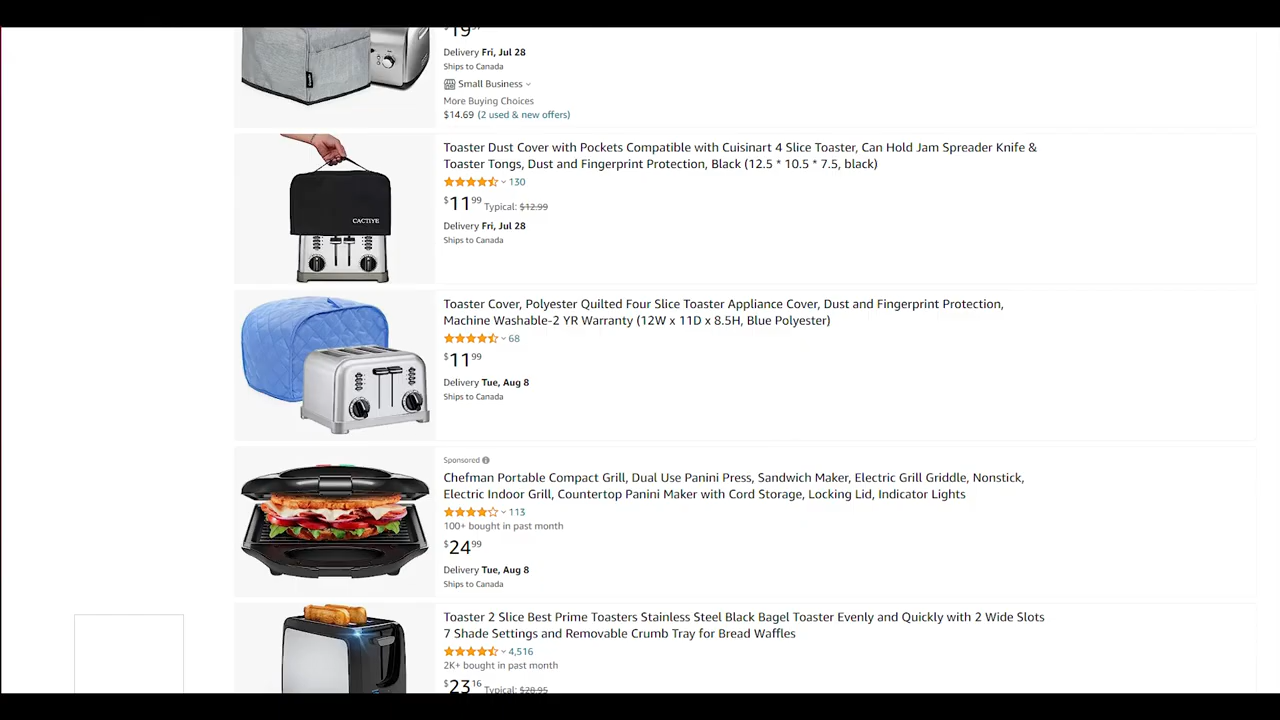 $19
Delivery Fri, Jul 28
Ships to Canada
Small Business
More Buying Choices
$14.69 (2 used & new offers)
Toaster Dust Cover with Pockets Compatible with Cuisinart 4 Slice Toaster, Can Hold Jam Spreader Knife &
Toaster Tongs, Dust and Fingerprint Protection, Black (12.5 * 10.5 * 7.5, black)
130
$11.99 Typical: $12.99
CACTIYE
Delivery Fri, Jul 28
Ships to Canada
Toaster Cover, Polyester Quilted Four Slice Toaster Appliance Cover, Dust and Fingerprint Protection,
Machine Washable-2 YR Warranty (12W x 11D x 8.5H, Blue Polyester)
68
$11.99
Delivery Tue, Aug 8
Ships to Canada
Sponsored
Chefman Portable Compact Grill, Dual Use Panini Press, Sandwich Maker, Electric Grill Griddle, Nonstick,
Electric Indoor Grill, Countertop Panini Maker with Cord Storage, Locking Lid, Indicator Lights
113
100+ bought in past month
$24.99
Delivery Tue, Aug 8
Ships to Canada
Toaster 2 Slice Best Prime Toasters Stainless Steel Black Bagel Toaster Evenly and Quickly with 2 Wide Slots
7 Shade Settings and Removable Crumb Tray for Bread Waffles
4,516
2K+ bought in past month
$23.16 Typical: $28.95